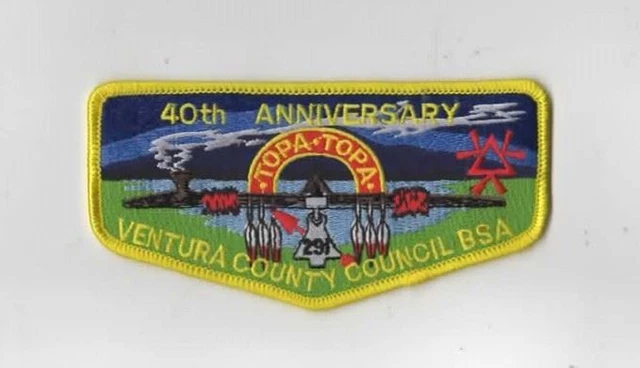 40th ANNIVERSARY
·TOPA·TOPA·
291
VENTURA COUNTY COUNCIL BSA